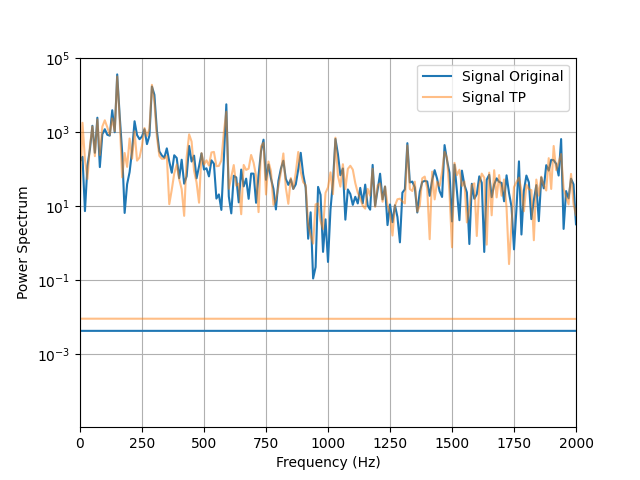 10^5
10^3
10^1
10^-1
10^-3
Power Spectrum
Signal Original
Signal TP
0 250 500 750 1000 1250 1500 1750 2000
Frequency (Hz)